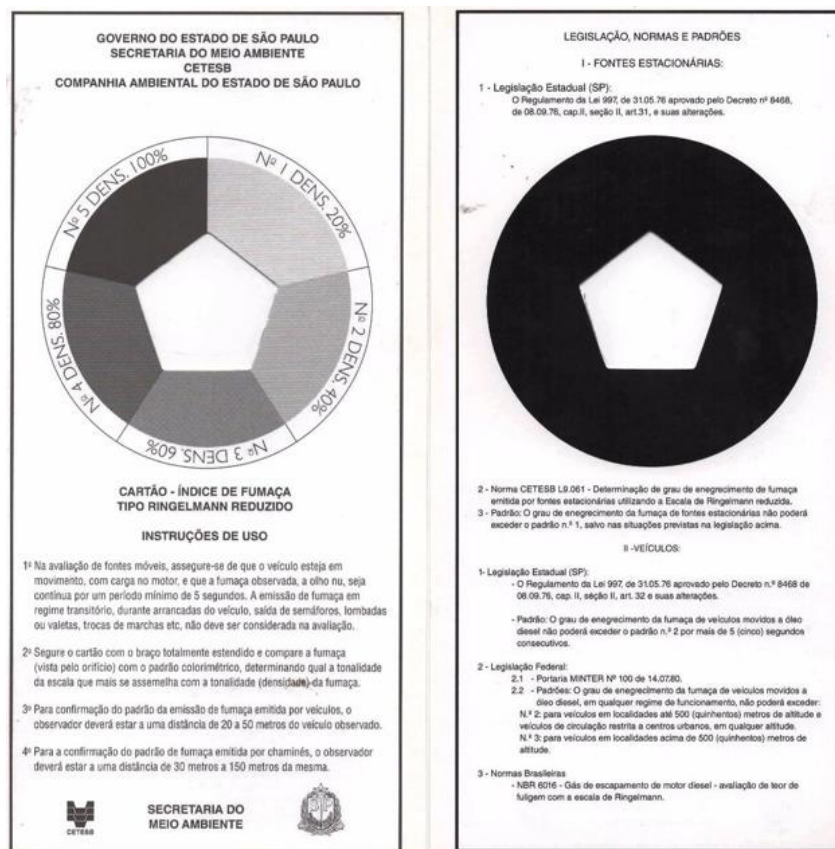 GOVERNO DO ESTADO DE SÃO PAULO
SECRETARIA DO MEIO AMBIENTE
CETESB
COMPANHIA AMBIENTAL DO ESTADO DE SÃO PAULO
Nº 1 DENS. 20%
Nº 2 DENS. 40%
Nº 3 DENS. 60%
Nº 4 DENS. 80%
Nº 5 DENS. 100%
CARTÃO - ÍNDICE DE FUMAÇA
TIPO RINGELMANN REDUZIDO
INSTRUÇÕES DE USO
1º Na avaliação de fontes móveis, assegure-se de que o veículo esteja em
movimento, com carga no motor, e que a fumaça observada, a olho nu, seja
contínua por um período mínimo de 5 segundos. A emissão de fumaça em
regime transitório, durante arrancadas do veículo, saída de semáforos, lombadas
ou valetas, trocas de marchas etc, não deve ser considerada na avaliação.
2º Segure o cartão com o braço totalmente estendido e compare a fumaça
(vista pelo orifício) com o padrão colorimétrico, determinando qual a tonalidade
da escala que mais se assemelha com a tonalidade (densidade) da fumaça.
3º Para confirmação do padrão da emissão de fumaça emitida por veículos, o
observador deverá estar a uma distância de 20 a 50 metros do veículo observado.
4º Para a confirmação do padrão de fumaça emitida por chaminés, o observador
deverá estar a uma distância de 30 metros a 150 metros da mesma.
CETESB
SECRETARIA DO
MEIO AMBIENTE
LEGISLAÇÃO, NORMAS E PADRÕES
I - FONTES ESTACIONÁRIAS:
1 - Legislação Estadual (SP):
O Regulamento da Lei 997, de 31.05.76 aprovado pelo Decreto nº 8468,
de 08.09.76, cap.II, seção II, art.31, e suas alterações.
2 - Norma CETESB L9.061 - Determinação de grau de enegrecimento de fumaça
emitida por fontes estacionárias utilizando a Escala de Ringelmann reduzida.
3 - Padrão: O grau de enegrecimento da fumaça de fontes estacionárias não poderá
exceder o padrão n.º 1, salvo nas situações previstas na legislação acima.
II -VEÍCULOS:
1- Legislação Estadual (SP):
- O Regulamento da Lei 997, de 31.05.76 aprovado pelo Decreto n.º 8468 de
08.09.76, cap. II, seção II, art. 32 e suas alterações.
- Padrão: O grau de enegrecimento da fumaça de veículos movidos a óleo
diesel não poderá exceder o padrão n.º 2 por mais de 5 (cinco) segundos
consecutivos.
2 - Legislação Federal:
2.1 - Portaria MINTER Nº 100 de 14.07.80.
2.2 - Padrões: O grau de enegrecimento da fumaça de veículos movidos a
óleo diesel, em qualquer regime de funcionamento, não poderá exceder:
N.º 2: para veículos em localidades até 500 (quinhentos) metros de altitude e
veículos de circulação restrita a centros urbanos, em qualquer altitude.
N.º 3: para veículos em localidades acima de 500 (quinhentos) metros de
altitude.
3 - Normas Brasileiras
- NBR 6016 - Gás de escapamento de motor diesel - avaliação de teor de
fuligem com a escala de Ringelmann.